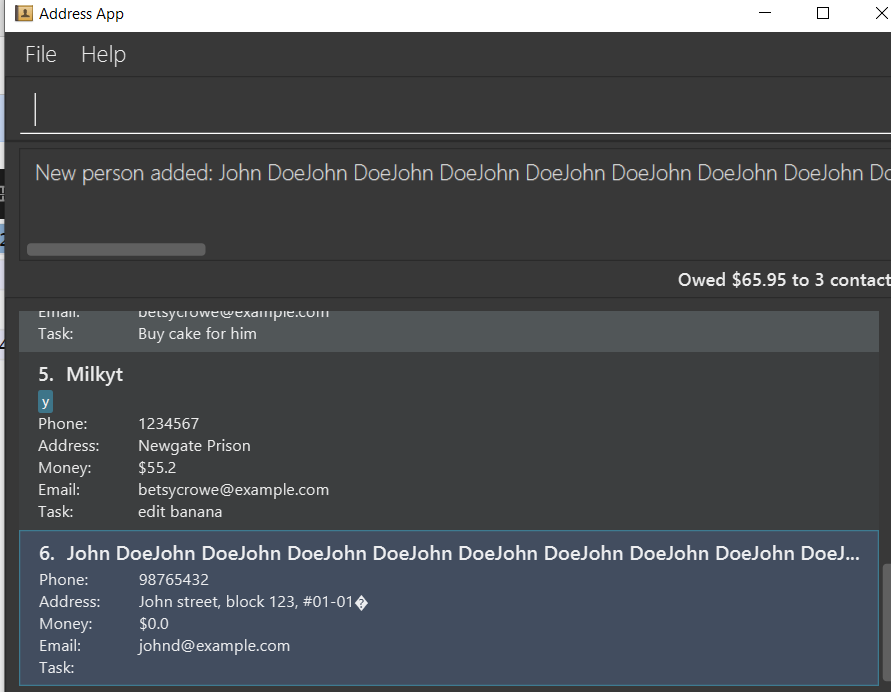 Address App
File Help
New person added: John DoeJohn DoeJohn DoeJohn DoeJohn DoeJohn DoeJohn DoeJohn
Owed $65.95 to 3 contact
Email: betsycrowe@example.com
Task: Buy cake for him
5. Milkyt
y
Phone: 1234567
Address: Newgate Prison
Money: $55.2
Email: betsycrowe@example.com
Task: edit banana
6. John DoeJohn DoeJohn DoeJohn DoeJohn DoeJohn DoeJohn DoeJohn DoeJohn DoeJ...
Phone: 98765432
Address: John street, block 123, #01-01�
Money: $0.0
Email: johnd@example.com
Task: